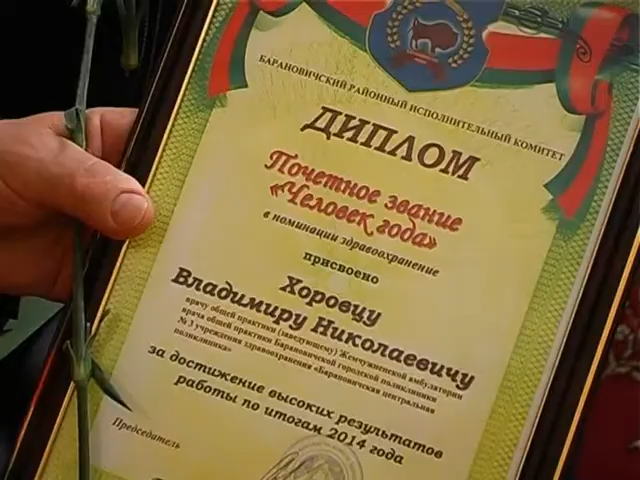 БАРАНОВИЧСКИЙ РАЙОННЫЙ ИСПОЛНИТЕЛЬНЫЙ КОМИТЕТ
ДИПЛОМ
Почетное звание
«Человек года»
в номинации здравоохранение
присвоено
Хоровцу
Владимиру Николаевичу
врачу общей практики (заведующему) Жемчужненской амбулатории
врача общей практики Барановичской городской поликлиники
№ 3 учреждения здравоохранения «Барановичская центральная
поликлиника»
за достижение высоких результатов
работы по итогам 2014 года
Председатель